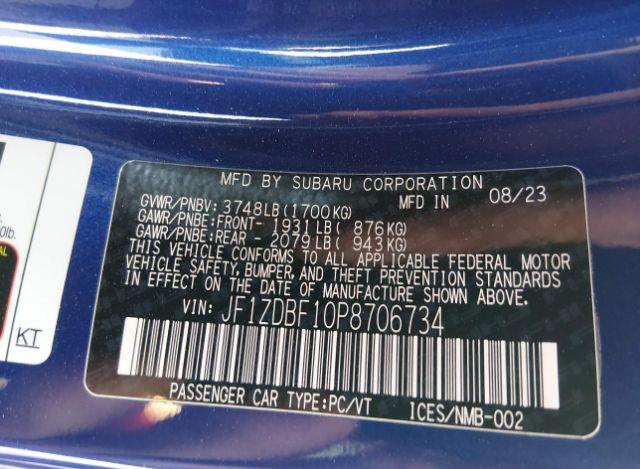 MFD BY SUBARU CORPORATION MFD IN 08/23
GVWR/PNBV: 3748LB(1700KG)
GAWR/PNBE:FRONT- 1931LB( 876KG)
GAWR/PNBE:REAR - 2079LB( 943KG)
THIS VEHICLE CONFORMS TO ALL APPLICABLE FEDERAL MOTOR
VEHICLE SAFETY, BUMPER, AND THEFT PREVENTION STANDARDS
IN EFFECT ON THE DATE OF MANUFACTURE SHOWN ABOVE.
VIN: JF1ZDBF10P8706734
PASSENGER CAR TYPE:PC/VT ICES/NMB-002
KT